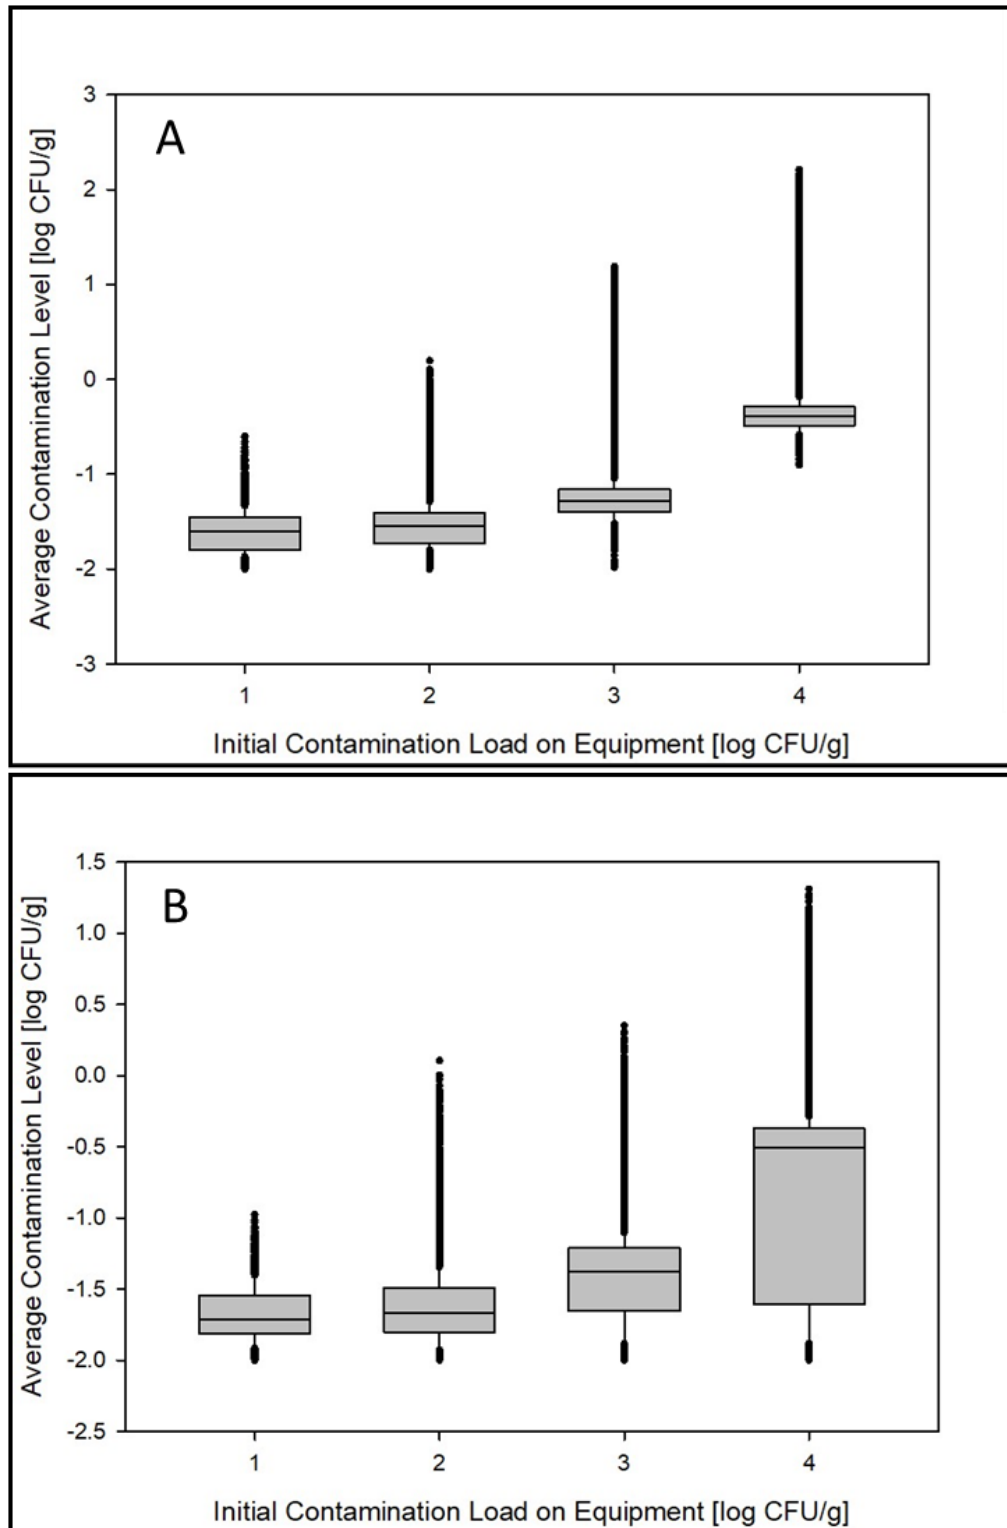 A
3
2
1
0
-1
-2
-3
Average Contamination Level [log CFU/g]
1 2 3 4
Initial Contamination Load on Equipment [log CFU/g]
B
1.5
1.0
0.5
0.0
-0.5
-1.0
-1.5
-2.0
-2.5
Average Contamination Level [log CFU/g]
1 2 3 4
Initial Contamination Load on Equipment [log CFU/g]